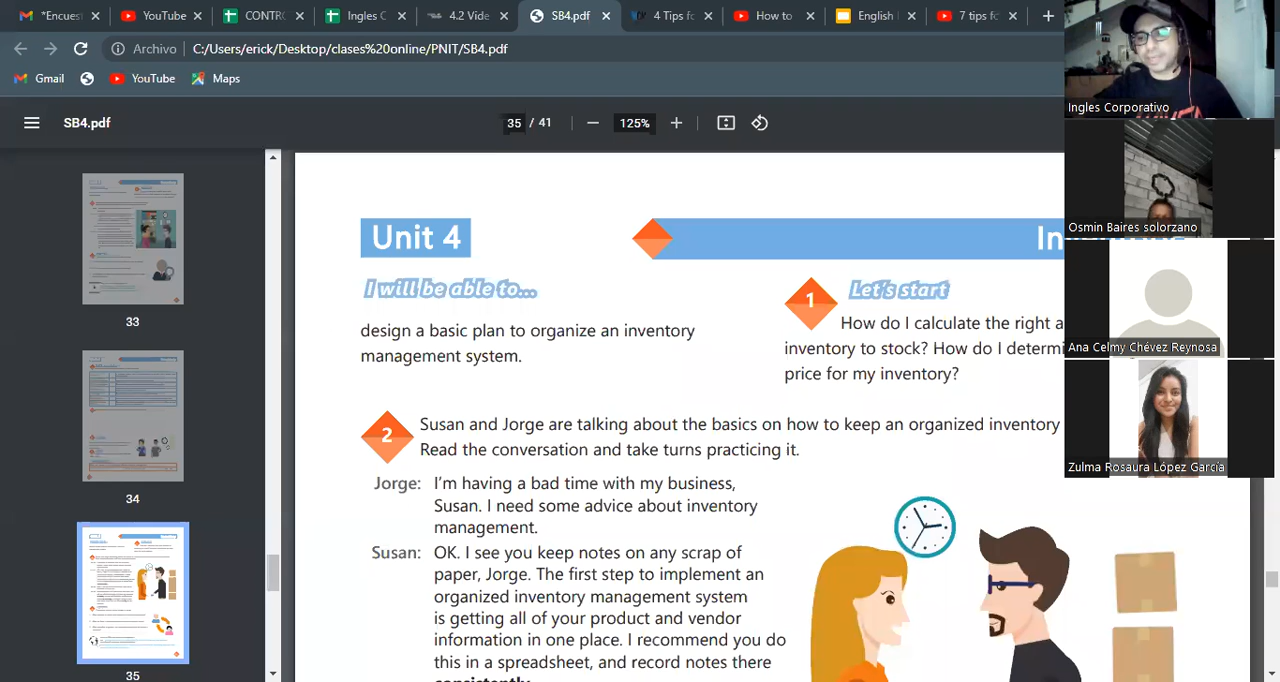 *Encues
YouTube
CONTRO
Ingles C
4.2 Vide
SB4.pdf
4 Tips fo
How to
English
7 tips fo
Archivo
C:/Users/erick/Desktop/clases%20online/PNIT/SB4.pdf
Gmail
YouTube
Maps
SB4.pdf
35 / 41
125%
Ingles Corporativo
Osmin Baires solorzano
Ana Celmy Chévez Reynosa
Zulma Rosaura López García
33
34
35
Unit 4
In
I will be able to...
design a basic plan to organize an inventory
management system.
1
Let's start
How do I calculate the right a
inventory to stock? How do I determi
price for my inventory?
2
Susan and Jorge are talking about the basics on how to keep an organized inventory
Read the conversation and take turns practicing it.
Jorge: I'm having a bad time with my business,
Susan. I need some advice about inventory
management.
Susan: OK. I see you keep notes on any scrap of
paper, Jorge. The first step to implement an
organized inventory management system
is getting all of your product and vendor
information in one place. I recommend you do
this in a spreadsheet, and record notes there
consistently